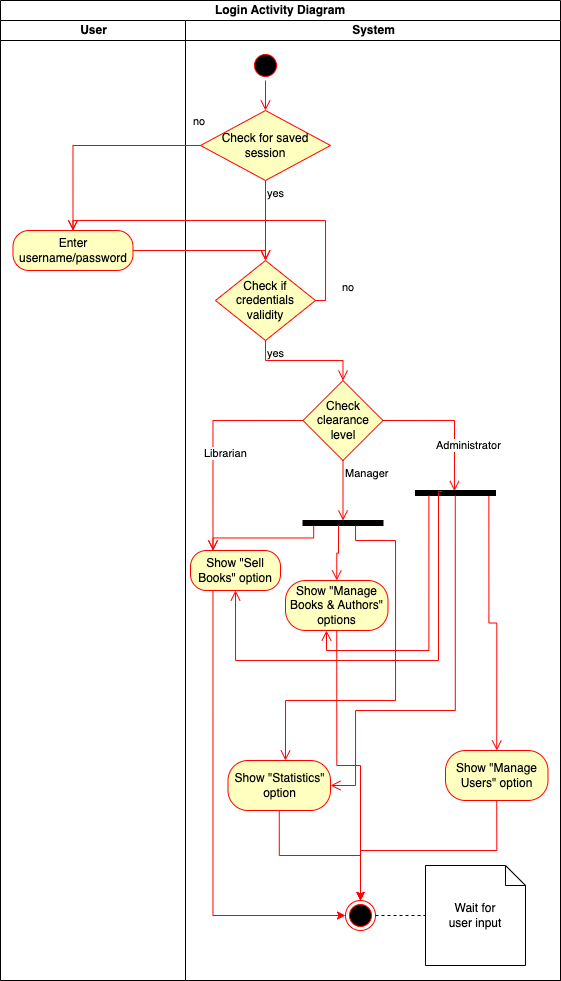 Login Activity Diagram
User
System
no
Check for saved
session
yes
Enter
username/password
Check if
credentials
validity
no
yes
Check
clearance
level
Librarian
Administrator
Manager
Show "Sell
Books" option
Show "Manage
Books & Authors"
options
Show "Statistics"
option
Show "Manage
Users" option
Wait for
user input